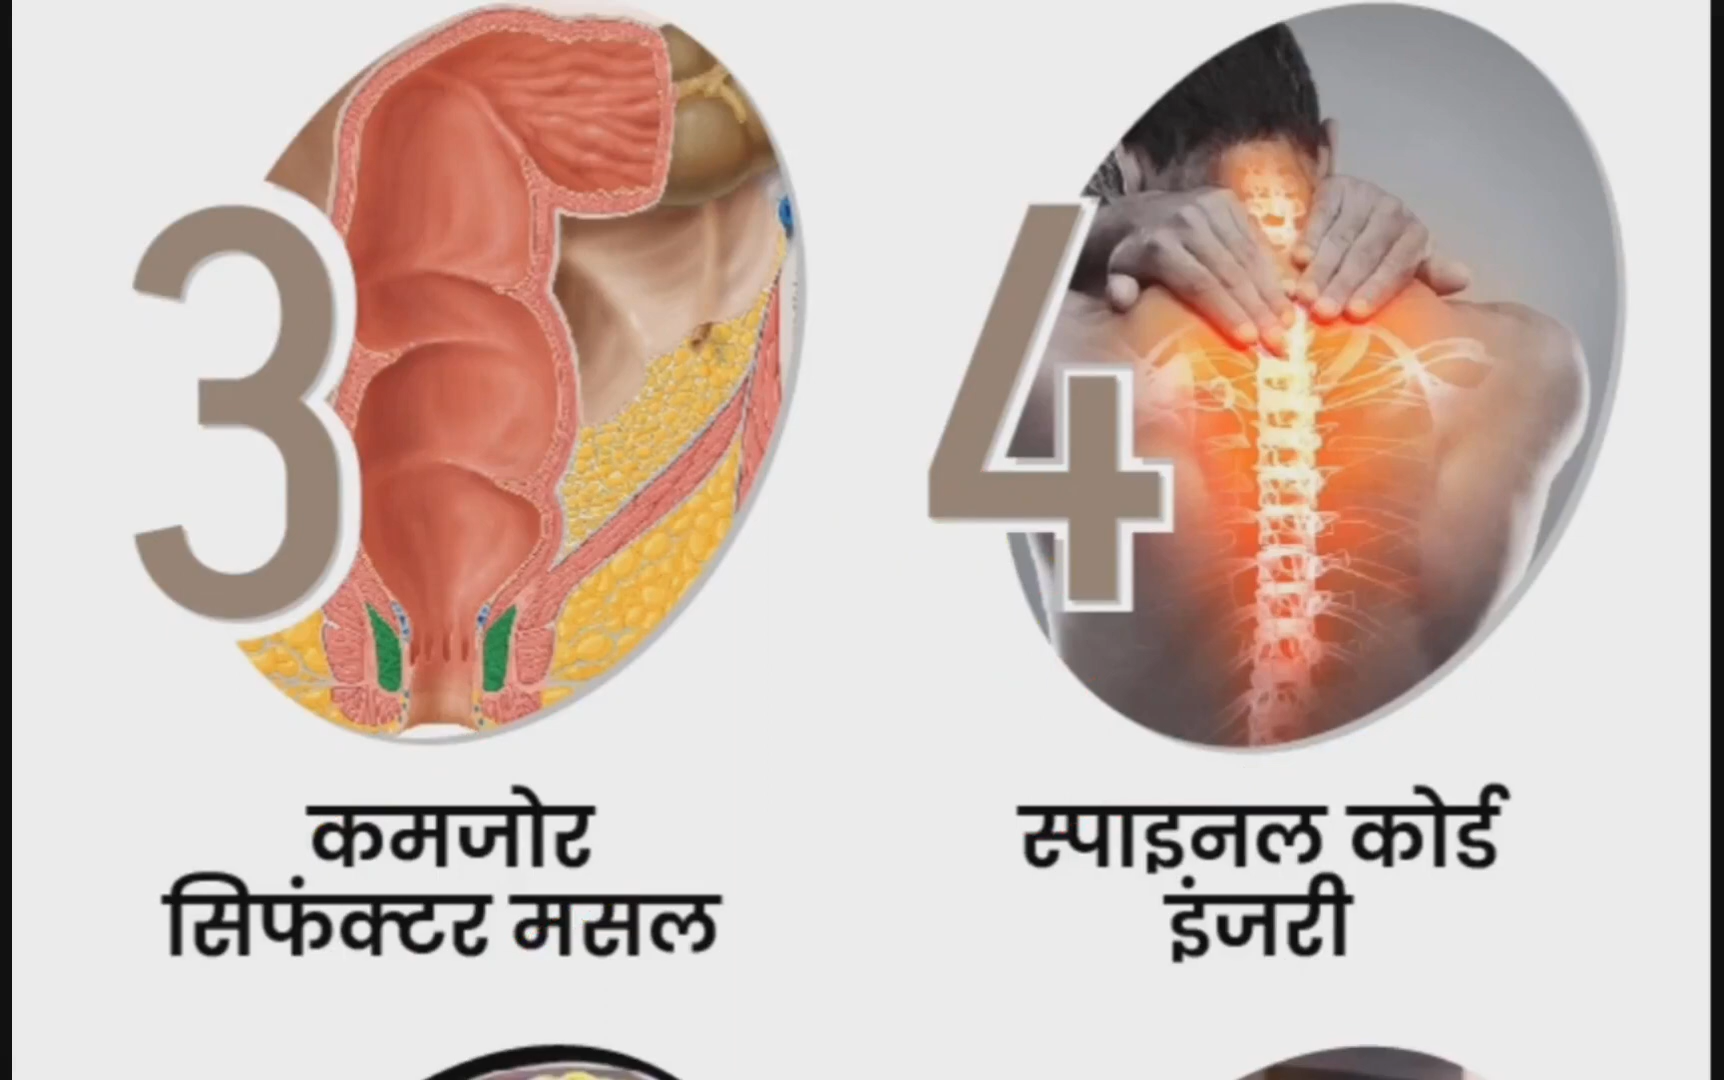 3
4
कमजोर
सिफंक्टर मसल
स्पाइनल कोर्ड
इंजरी